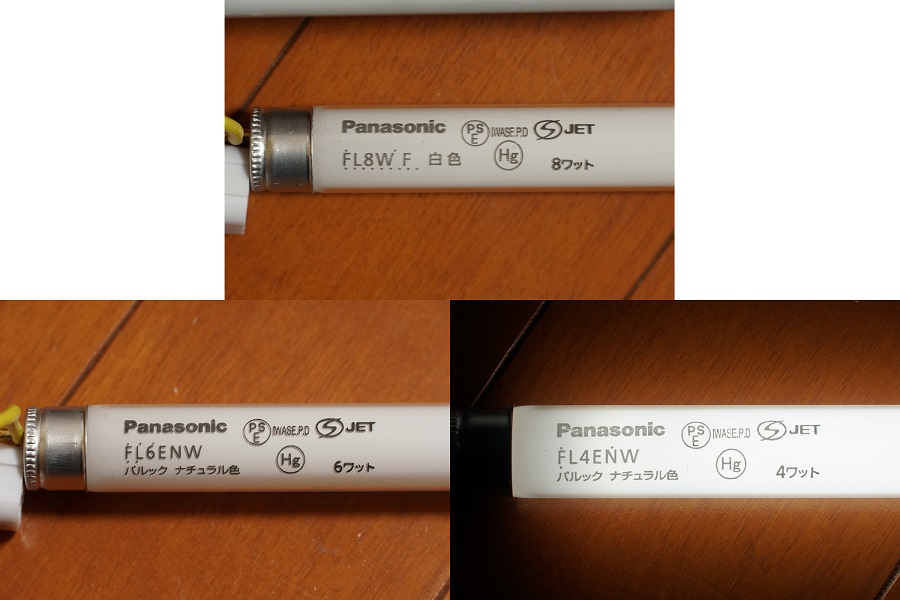 Panasonic PSE IWASE.P.D JET
FL8W F 白色 Hg 8ワット
Panasonic PSE IWASE.P.D JET
FL6ENW
パルック ナチュラル色 Hg 6ワット
Panasonic PSE IWASE.P.D JET
FL4ENW
パルック ナチュラル色 Hg 4ワット